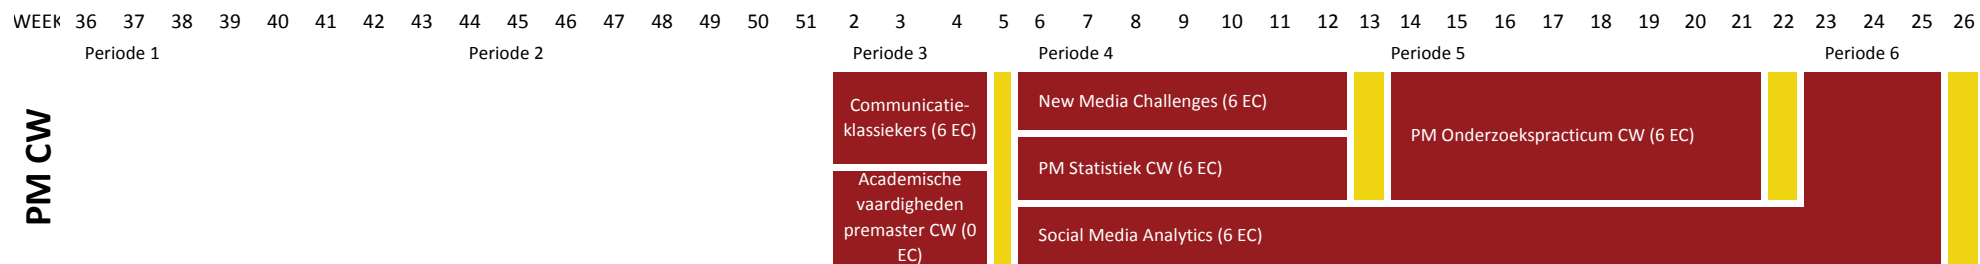 WEEK 36 37 38 39 40 41 42 43 44 45 46 47 48 49 50 51 2 3 4 5 6 7 8 9 10 11 12 13 14 15 16 17 18 19 20 21 22 23 24 25 26
Periode 1 Periode 2 Periode 3 Periode 4 Periode 5 Periode 6
PM CW
Communicatie-
klassiekers (6 EC)
Academische
vaardigheden
premaster CW (0
EC)
New Media Challenges (6 EC)
PM Statistiek CW (6 EC)
PM Onderzoekspracticum CW (6 EC)
Social Media Analytics (6 EC)